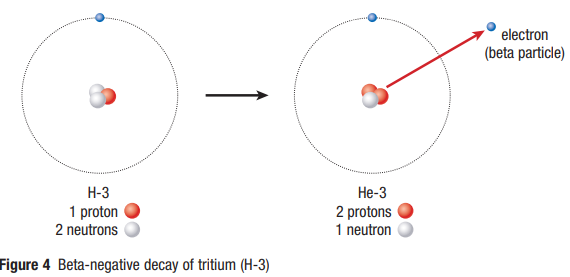 electron
(beta particle)
H-3
1 proton
2 neutrons
He-3
2 protons
1 neutron
Figure 4 Beta-negative decay of tritium (H-3)